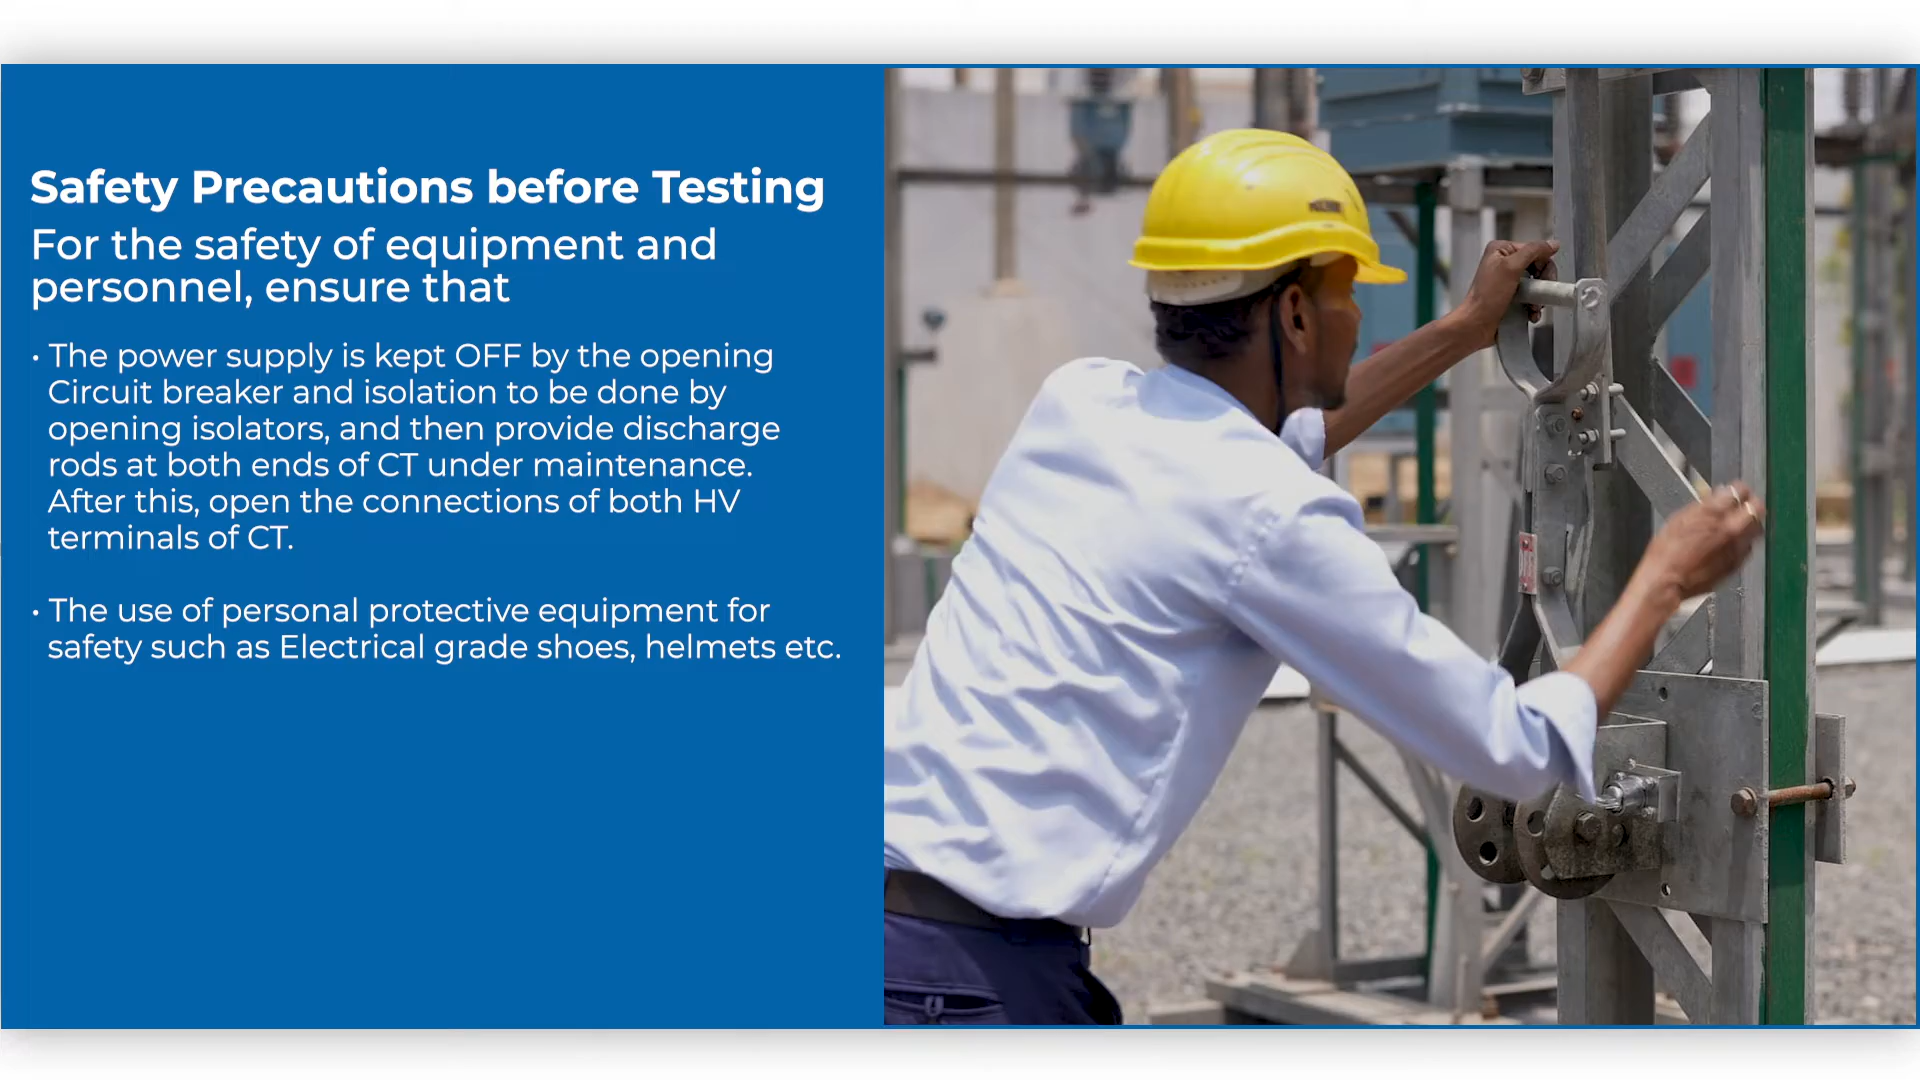 Safety Precautions before Testing
For the safety of equipment and
personnel, ensure that
• The power supply is kept OFF by the opening
Circuit breaker and isolation to be done by
opening isolators, and then provide discharge
rods at both ends of CT under maintenance.
After this, open the connections of both HV
terminals of CT.
• The use of personal protective equipment for
safety such as Electrical grade shoes, helmets etc.